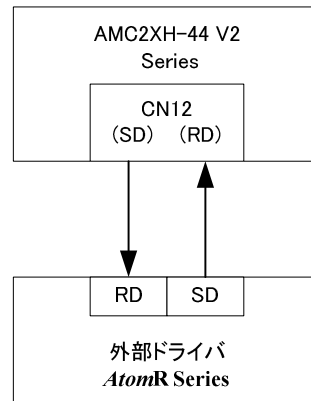 AMC2XH-44 V2
Series
CN12
(SD) (RD)
RD SD
外部ドライバ
AtomR Series